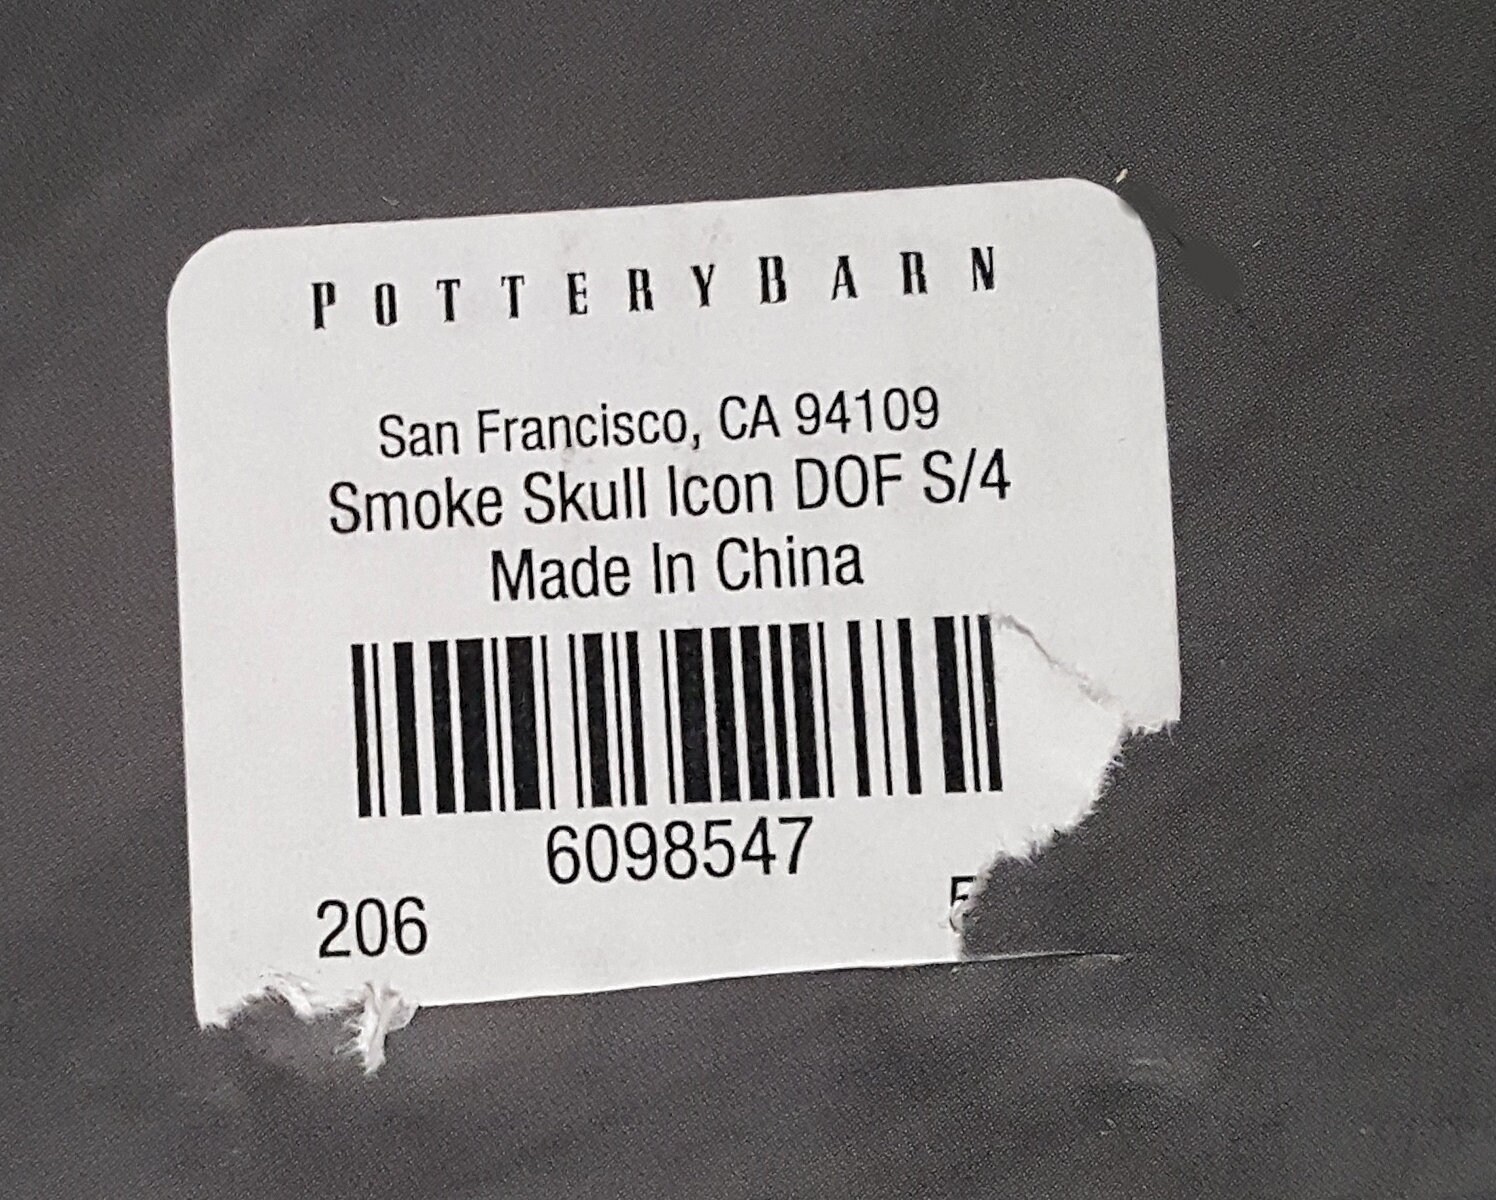 POTTERYBARN
San Francisco, CA 94109
Smoke Skull Icon DOF S/4
Made In China
6098547
206